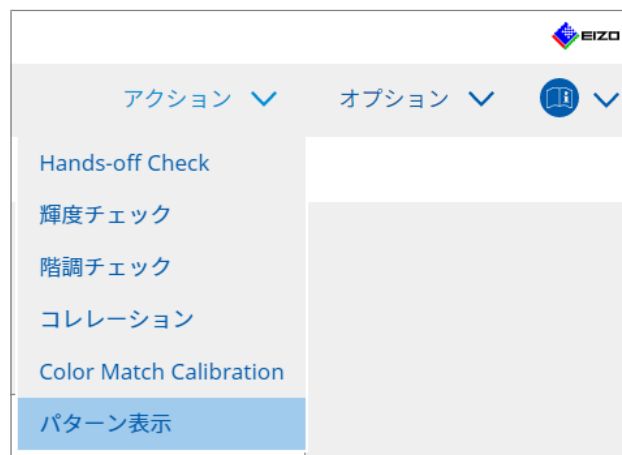 EIZO
アクション オプション
Hands-off Check
輝度チェック
階調チェック
コレレーション
Color Match Calibration
パターン表示